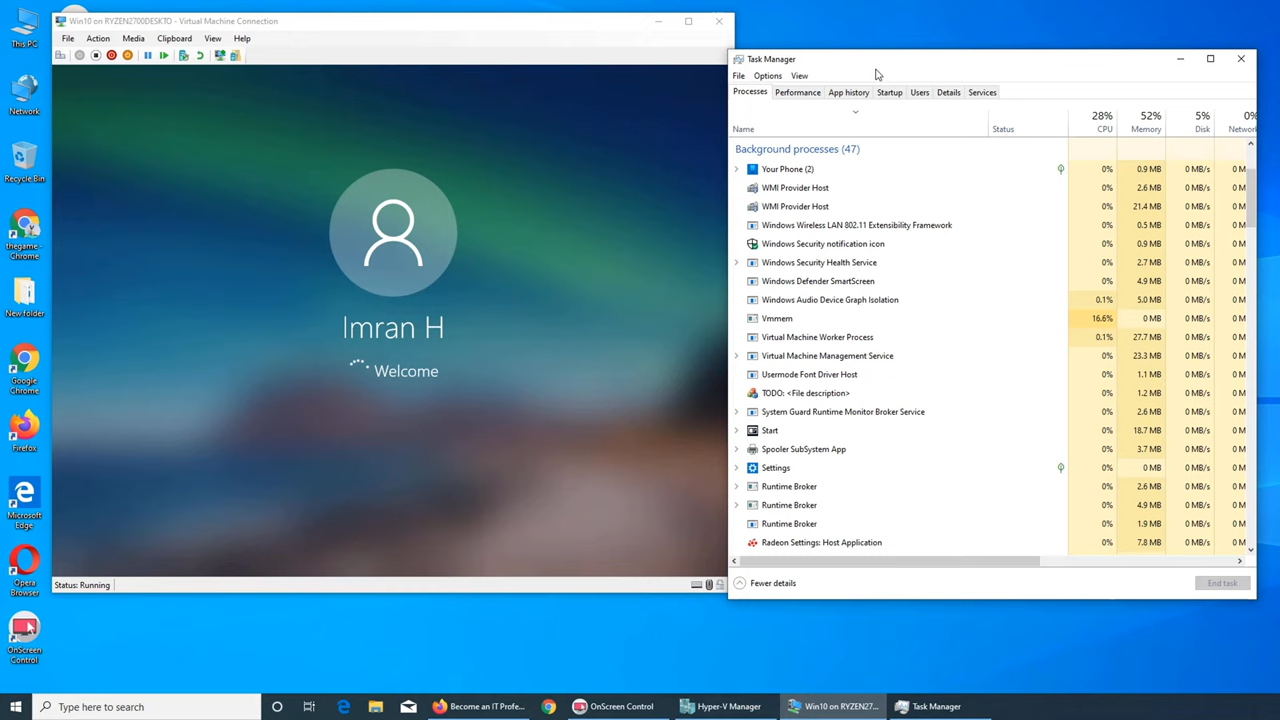 This PC
Network
Recycle Bin
thegame -
Chrome
New folder
Google
Chrome
Firefox
Microsoft
Edge
Opera
Browser
OnScreen
Control
Win10 on RYZEN2700DESKTO - Virtual Machine Connection
File Action Media Clipboard View Help
Imran H
Welcome
Status: Running
Task Manager
File Options View
Processes Performance App history Startup Users Details Services
28% 52% 5% 0%
Name Status CPU Memory Disk Network
Background processes (47)
Your Phone (2) 0% 0.9 MB 0 MB/s 0 M
WMI Provider Host 0% 2.6 MB 0 MB/s 0 M
WMI Provider Host 0% 21.4 MB 0 MB/s 0 M
Windows Wireless LAN 802.11 Extensibility Framework 0% 0.5 MB 0 MB/s 0 M
Windows Security notification icon 0% 0.9 MB 0 MB/s 0 M
Windows Security Health Service 0% 2.7 MB 0 MB/s 0 M
Windows Defender SmartScreen 0% 4.9 MB 0 MB/s 0 M
Windows Audio Device Graph Isolation 0.1% 5.0 MB 0 MB/s 0 M
Vmmem 16.6% 0 MB 0 MB/s 0 M
Virtual Machine Worker Process 0.1% 27.7 MB 0 MB/s 0 M
Virtual Machine Management Service 0% 23.3 MB 0 MB/s 0 M
Usermode Font Driver Host 0% 1.1 MB 0 MB/s 0 M
TODO: <File description> 0% 1.2 MB 0 MB/s 0 M
System Guard Runtime Monitor Broker Service 0% 2.6 MB 0 MB/s 0 M
Start 0% 18.7 MB 0 MB/s 0 M
Spooler SubSystem App 0% 3.7 MB 0 MB/s 0 M
Settings 0% 0 MB 0 MB/s 0 M
Runtime Broker 0% 2.6 MB 0 MB/s 0 M
Runtime Broker 0% 4.9 MB 0 MB/s 0 M
Runtime Broker 0% 1.9 MB 0 MB/s 0 M
Radeon Settings: Host Application 0% 7.8 MB 0 MB/s 0 M
Fewer details End task
Type here to search Become an IT Profe... OnScreen Control Hyper-V Manager Win10 on RYZEN27... Task Manager